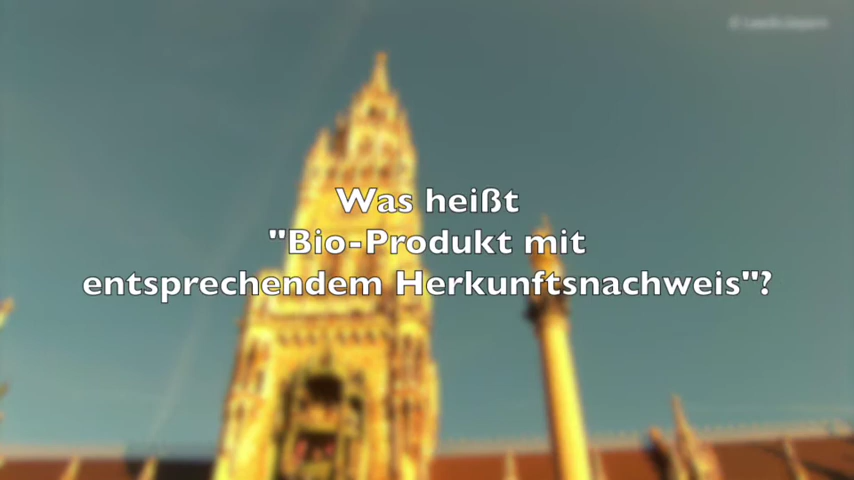 Was heißt
"Bio-Produkt mit
entsprechendem Herkunftsnachweis"?